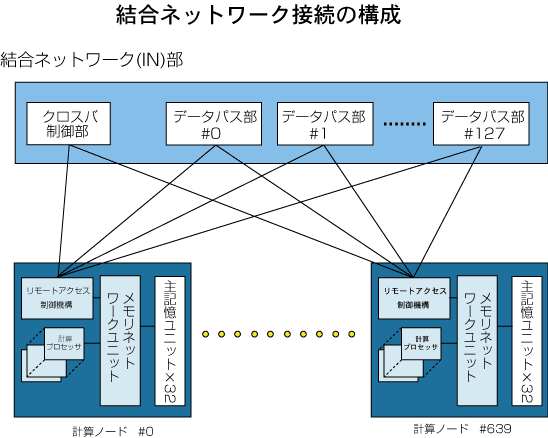 結合ネットワーク接続の構成
結合ネットワーク(IN)部
クロスバ
制御部
データパス部
#0
データパス部
#1
データパス部
#127
リモートアクセス
制御機構
計算
プロセッサ
メモリネット
ワークユニット
主記憶ユニット×32
計算ノード #0
リモートアクセス
制御機構
計算
プロセッサ
メモリネット
ワークユニット
主記憶ユニット×32
計算ノード #639